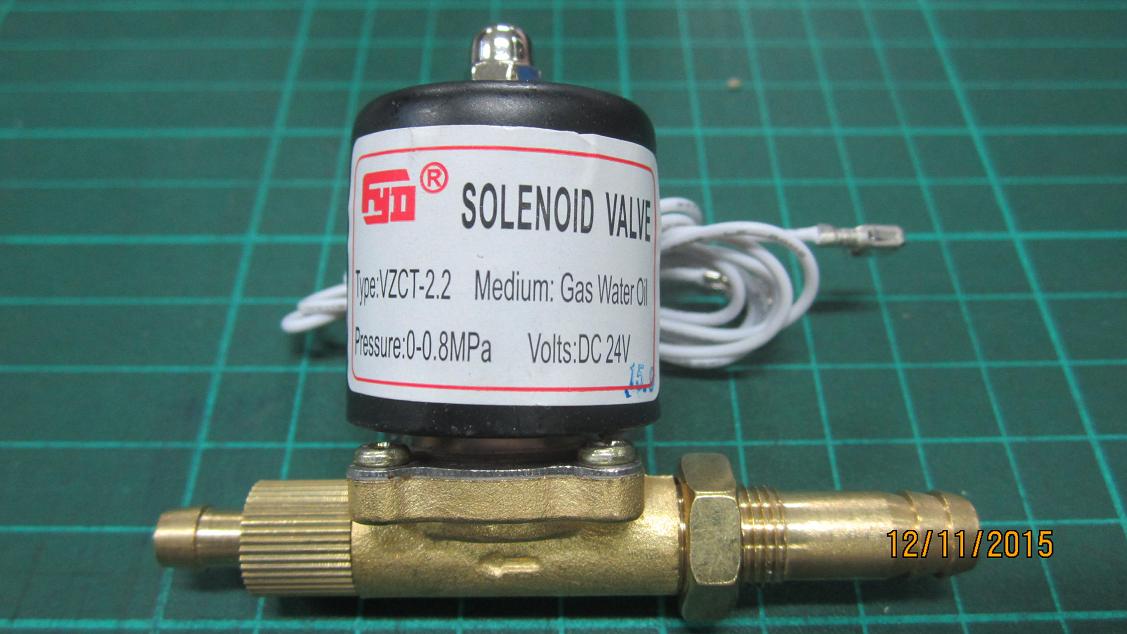 FYD® SOLENOID VALVE
Type:VZCT-2.2 Medium: Gas Water Oil
Pressure:0-0.8MPa Volts:DC 24V
12/11/2015